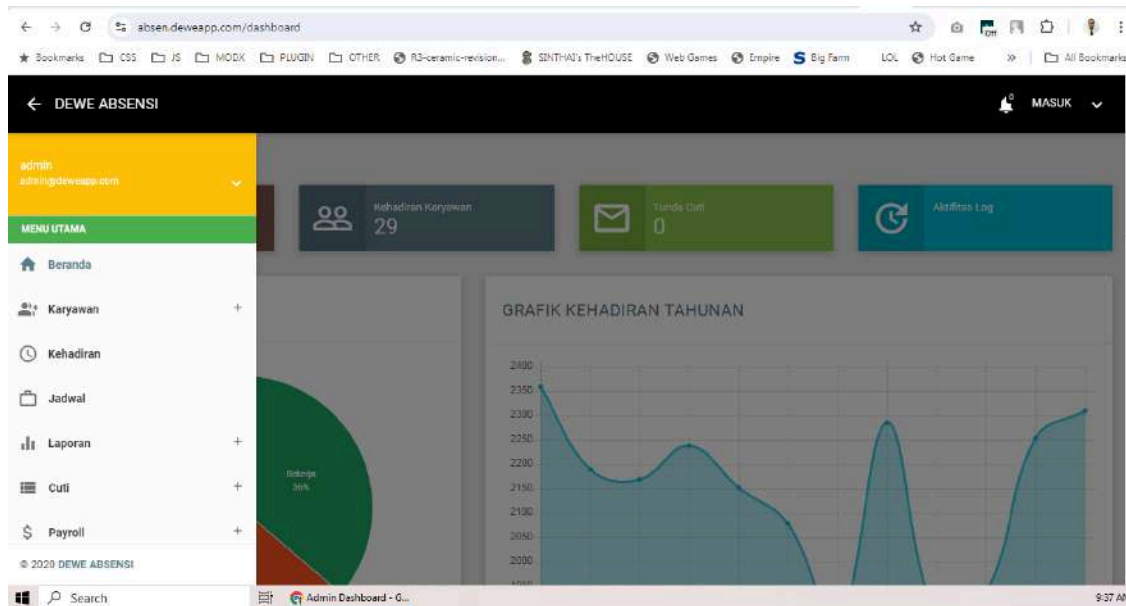 absen.deweapp.com/dashboard
Bookmarks CSS JS MODX PLUGIN OTHER R3-ceramic-revision... SINTHAI's TheHOUSE Web Games Empire Big Farm LOL Hot Game » All Bookmarks
DEWE ABSENSI
0
MASUK
admin
admin@deweapp.com
MENU UTAMA
Beranda
Karyawan +
Kehadiran
Jadwal
Laporan +
Cuti +
Payroll +
© 2020 DEWE ABSENSI
Kehadiran Karyawan
29
Tunda Cuti
0
Aktifitas Log
Bekerja
36%
GRAFIK KEHADIRAN TAHUNAN
2400
2350
2300
2250
2200
2150
2100
2050
2000
Search
Admin Dashboard - G...
9:37 AM